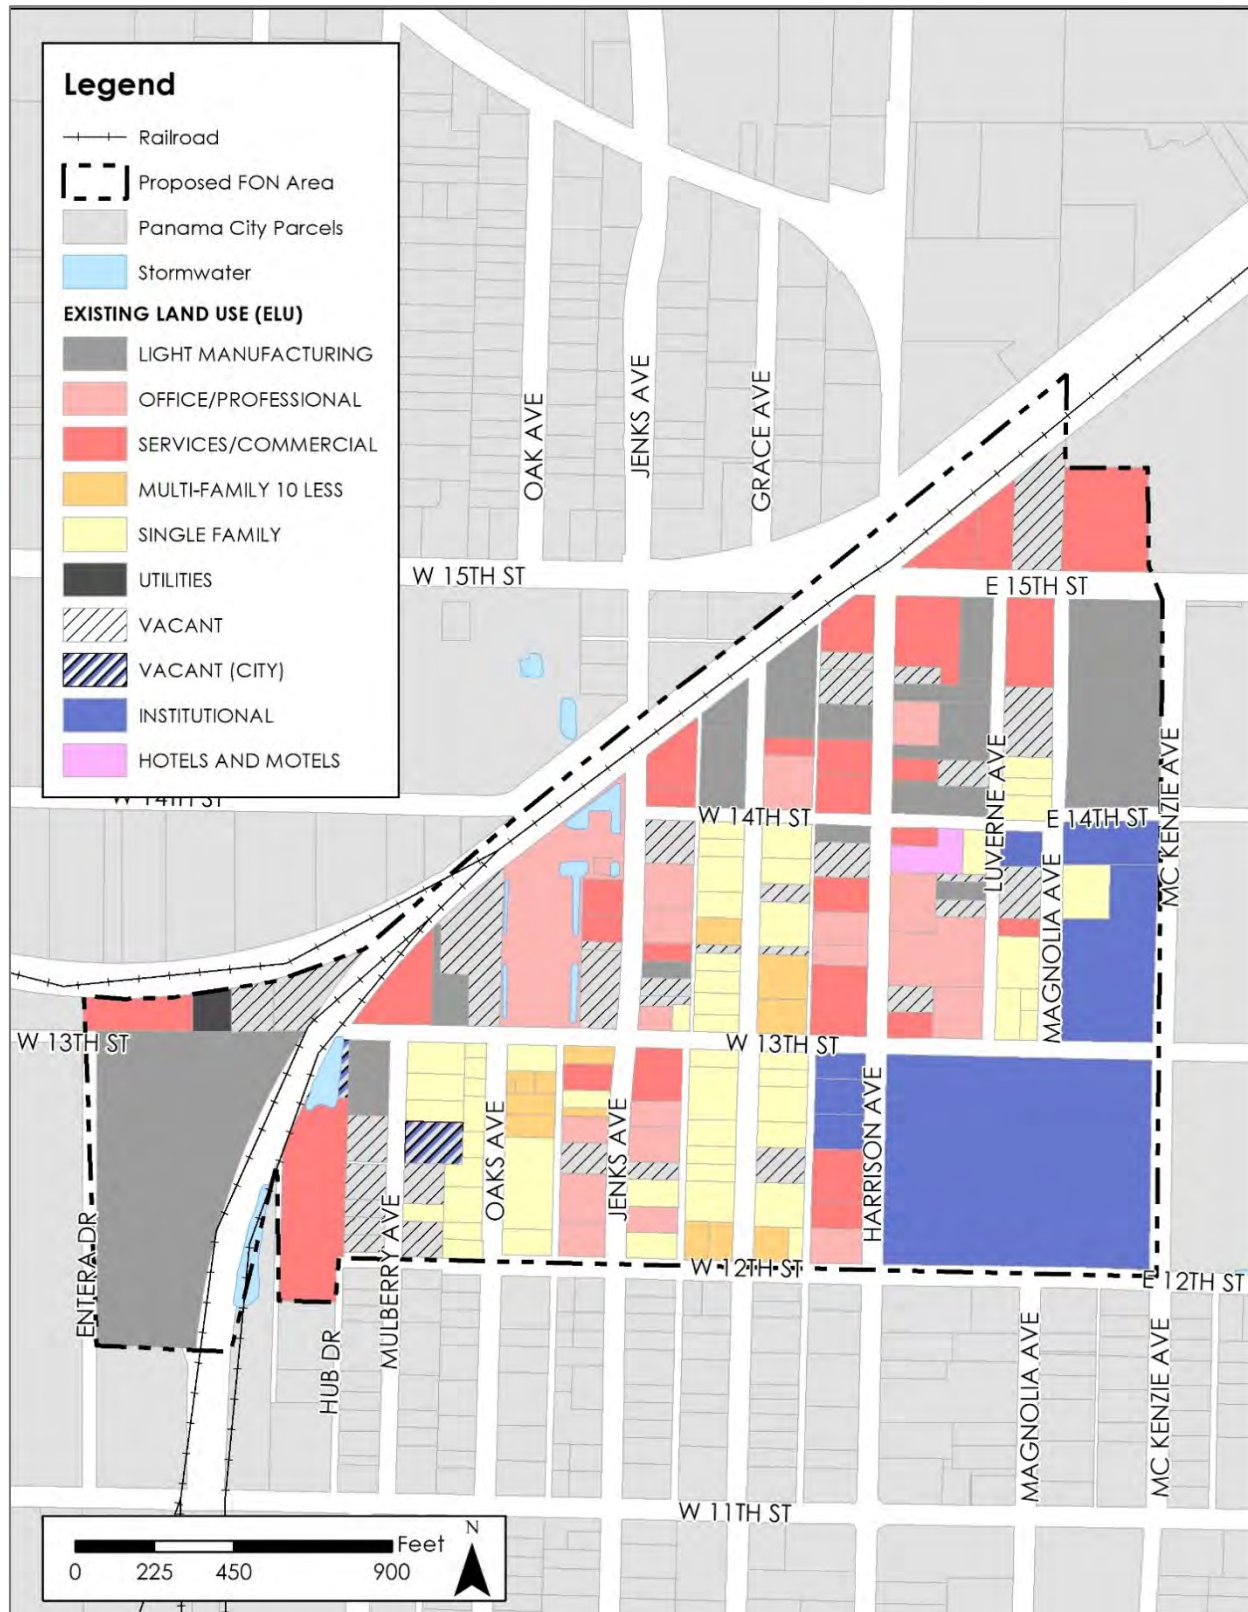 Legend
Railroad
Proposed FON Area
Panama City Parcels
Stormwater
EXISTING LAND USE (ELU)
LIGHT MANUFACTURING
OFFICE/PROFESSIONAL
SERVICES/COMMERCIAL
MULTI-FAMILY 10 LESS
SINGLE FAMILY
UTILITIES
VACANT
VACANT (CITY)
INSTITUTIONAL
HOTELS AND MOTELS
OAK AVE
JENKS AVE
GRACE AVE
W 15TH ST
E 15TH ST
W 14TH ST
W 14TH ST
E 14TH ST
LUVERNE AVE
MAGNOLIA AVE
MC KENZIE AVE
W 13TH ST
W 13TH ST
ENTERA DR
HUB DR
MULBERRY AVE
OAKS AVE
JENKS AVE
HARRISON AVE
W 12TH ST
E 12TH ST
MAGNOLIA AVE
MC KENZIE AVE
W 11TH ST
Feet
0 225 450 900
N